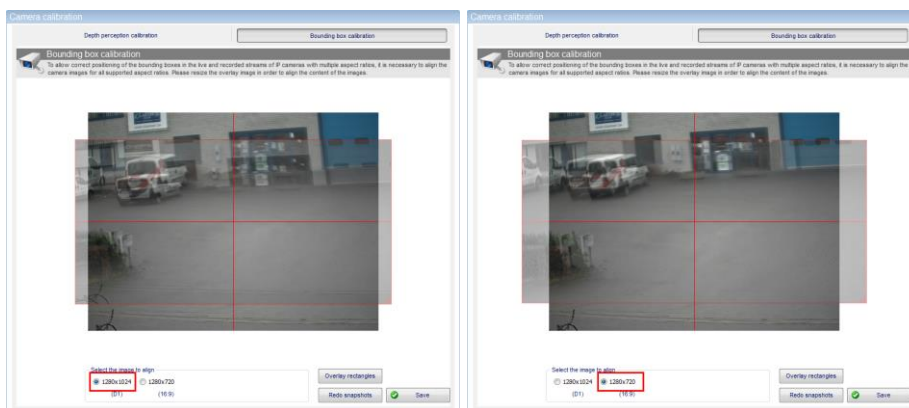 Camera calibration
Depth perception calibration
Bounding box calibration
Bounding box calibration
To allow correct positioning of the bounding boxes in the live and recorded streams of IP cameras with multiple aspect ratios, it is necessary to align the
camera images for all supported aspect ratios. Please resize the overlay image in order to align the content of the images.
Select the image to align
1280x1024
1280x720
(D1)
(16:9)
Overlay rectangles
Redo snapshots
Save
Camera calibration
Depth perception calibration
Bounding box calibration
Bounding box calibration
To allow correct positioning of the bounding boxes in the live and recorded streams of IP cameras with multiple aspect ratios, it is necessary to align the
camera images for all supported aspect ratios. Please resize the overlay image in order to align the content of the images.
Select the image to align
1280x1024
1280x720
(D1)
(16:9)
Overlay rectangles
Redo snapshots
Save